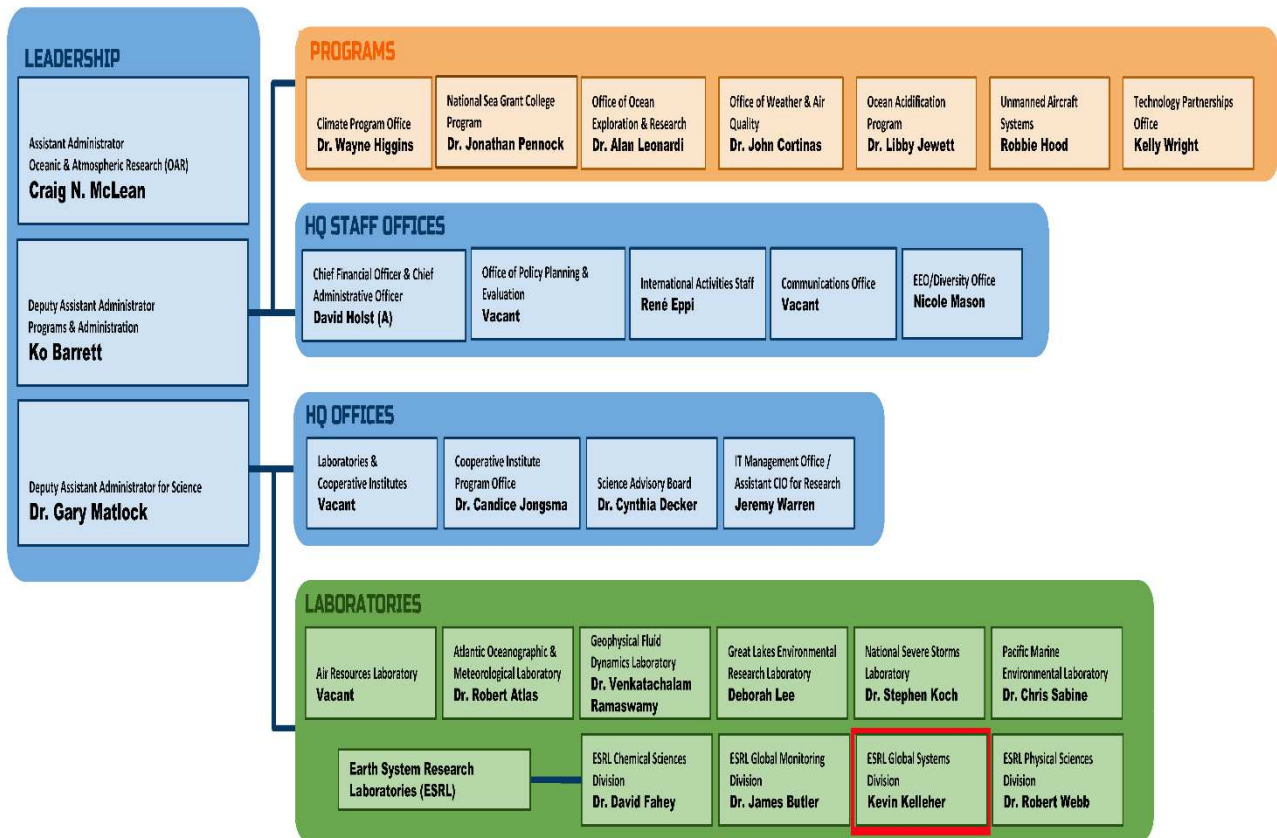 LEADERSHIP
Assistant Administrator
Oceanic & Atmospheric Research (OAR)
Craig N. McLean
Deputy Assistant Administrator
Programs & Administration
Ko Barrett
Deputy Assistant Administrator for Science
Dr. Gary Matlock
PROGRAMS
Climate Program Office
Dr. Wayne Higgins
National Sea Grant College
Program
Dr. Jonathan Pennock
Office of Ocean
Exploration & Research
Dr. Alan Leonardi
Office of Weather & Air
Quality
Dr. John Cortinas
Ocean Acidification
Program
Dr. Libby Jewett
Unmanned Aircraft
Systems
Robbie Hood
Technology Partnerships
Office
Kelly Wright
HQ STAFF OFFICES
Chief Financial Officer & Chief
Administrative Officer
David Holst (A)
Office of Policy Planning &
Evaluation
Vacant
International Activities Staff
René Eppi
Communications Office
Vacant
EEO/Diversity Office
Nicole Mason
HQ OFFICES
Laboratories &
Cooperative Institutes
Vacant
Cooperative Institute
Program Office
Dr. Candice Jongsma
Science Advisory Board
Dr. Cynthia Decker
IT Management Office /
Assistant CIO for Research
Jeremy Warren
LABORATORIES
Air Resources Laboratory
Vacant
Atlantic Oceanographic &
Meteorological Laboratory
Dr. Robert Atlas
Geophysical Fluid
Dynamics Laboratory
Dr. Venkatachalam
Ramaswamy
Great Lakes Environmental
Research Laboratory
Deborah Lee
National Severe Storms
Laboratory
Dr. Stephen Koch
Pacific Marine
Environmental Laboratory
Dr. Chris Sabine
Earth System Research
Laboratories (ESRL)
ESRL Chemical Sciences
Division
Dr. David Fahey
ESRL Global Monitoring
Division
Dr. James Butler
ESRL Global Systems
Division
Kevin Kelleher
ESRL Physical Sciences
Division
Dr. Robert Webb